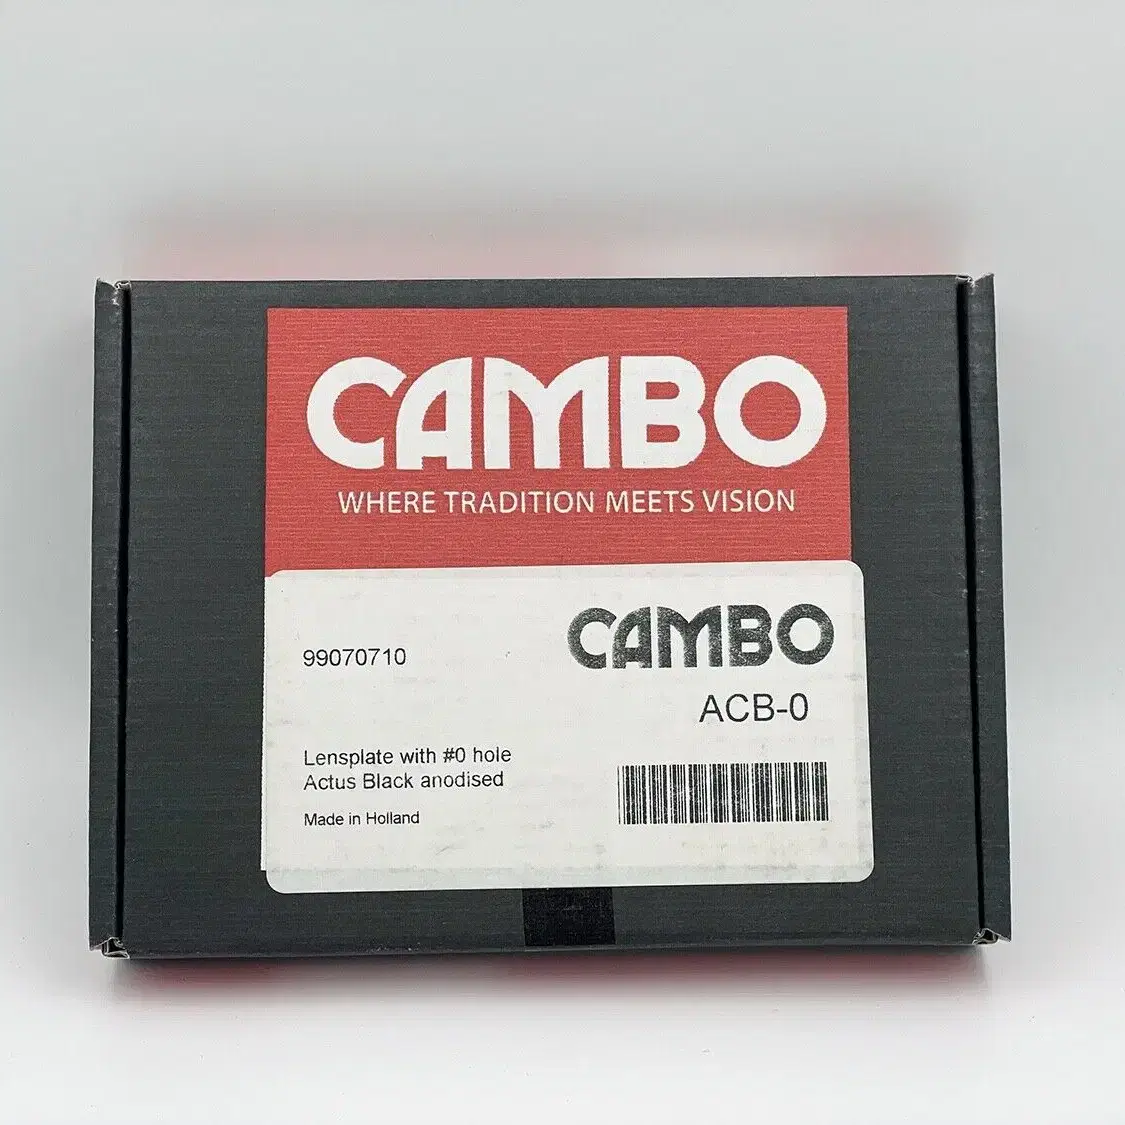 CAMBO
WHERE TRADITION MEETS VISION
CAMBO
99070710
ACB-0
Lensplate with #0 hole
Actus Black anodised
Made in Holland